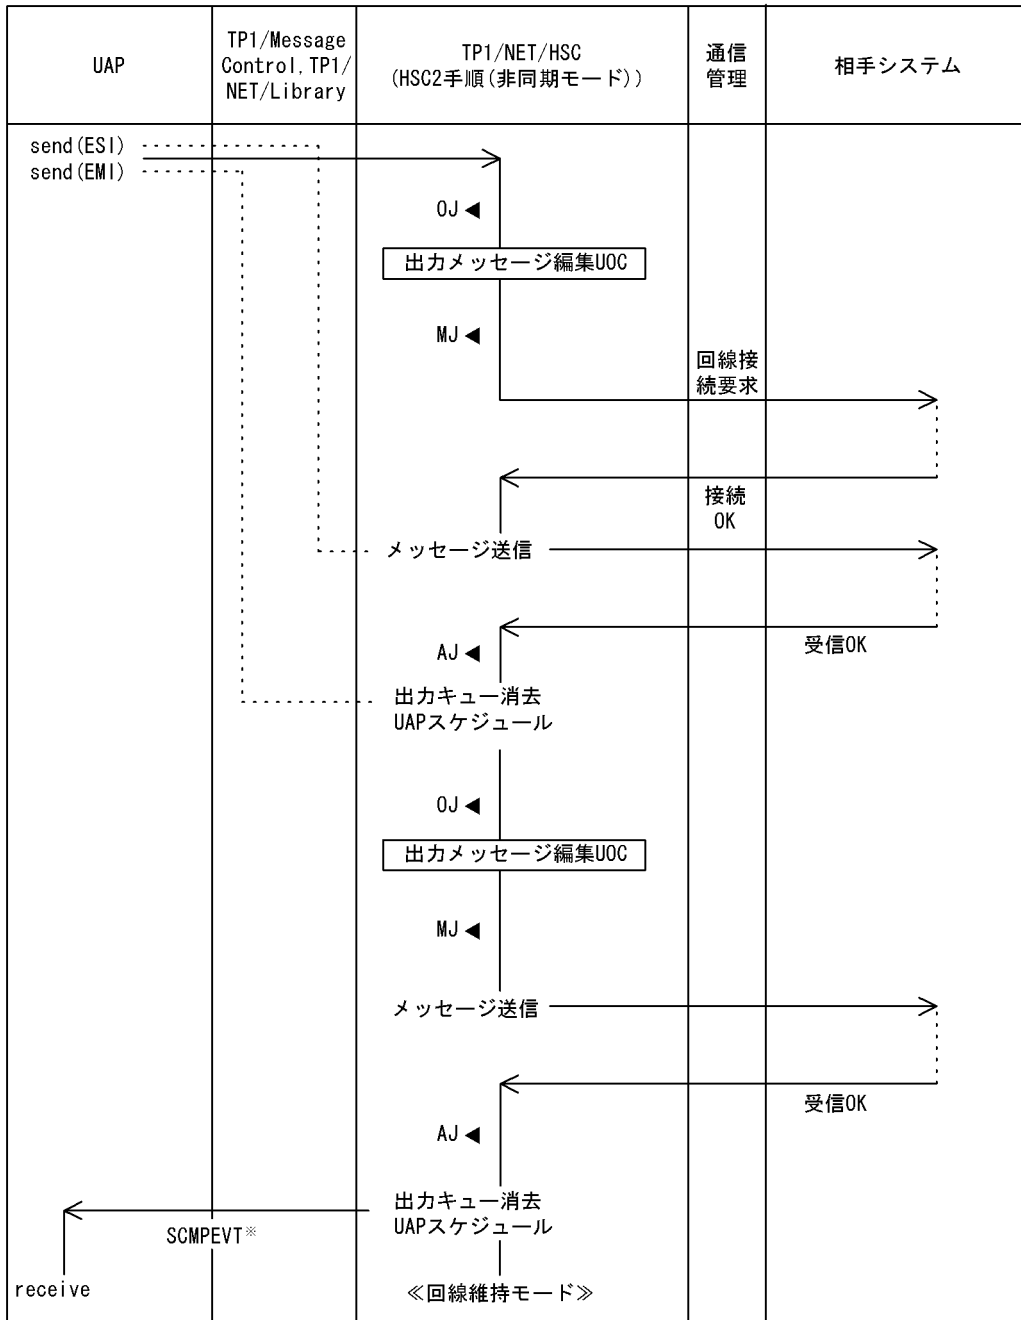 UAP
TP1/Message
Control,TP1/
NET/Library
TP1/NET/HSC
(HSC2手順(非同期モード))
通信
管理
相手システム
send(ESI)
send(EMI)
OJ
出力メッセージ編集UOC
MJ
回線接
続要求
接続
OK
メッセージ送信
受信OK
AJ
出力キュー消去
UAPスケジュール
OJ
出力メッセージ編集UOC
MJ
メッセージ送信
受信OK
AJ
出力キュー消去
UAPスケジュール
SCMPEVT※
receive
≪回線維持モード≫